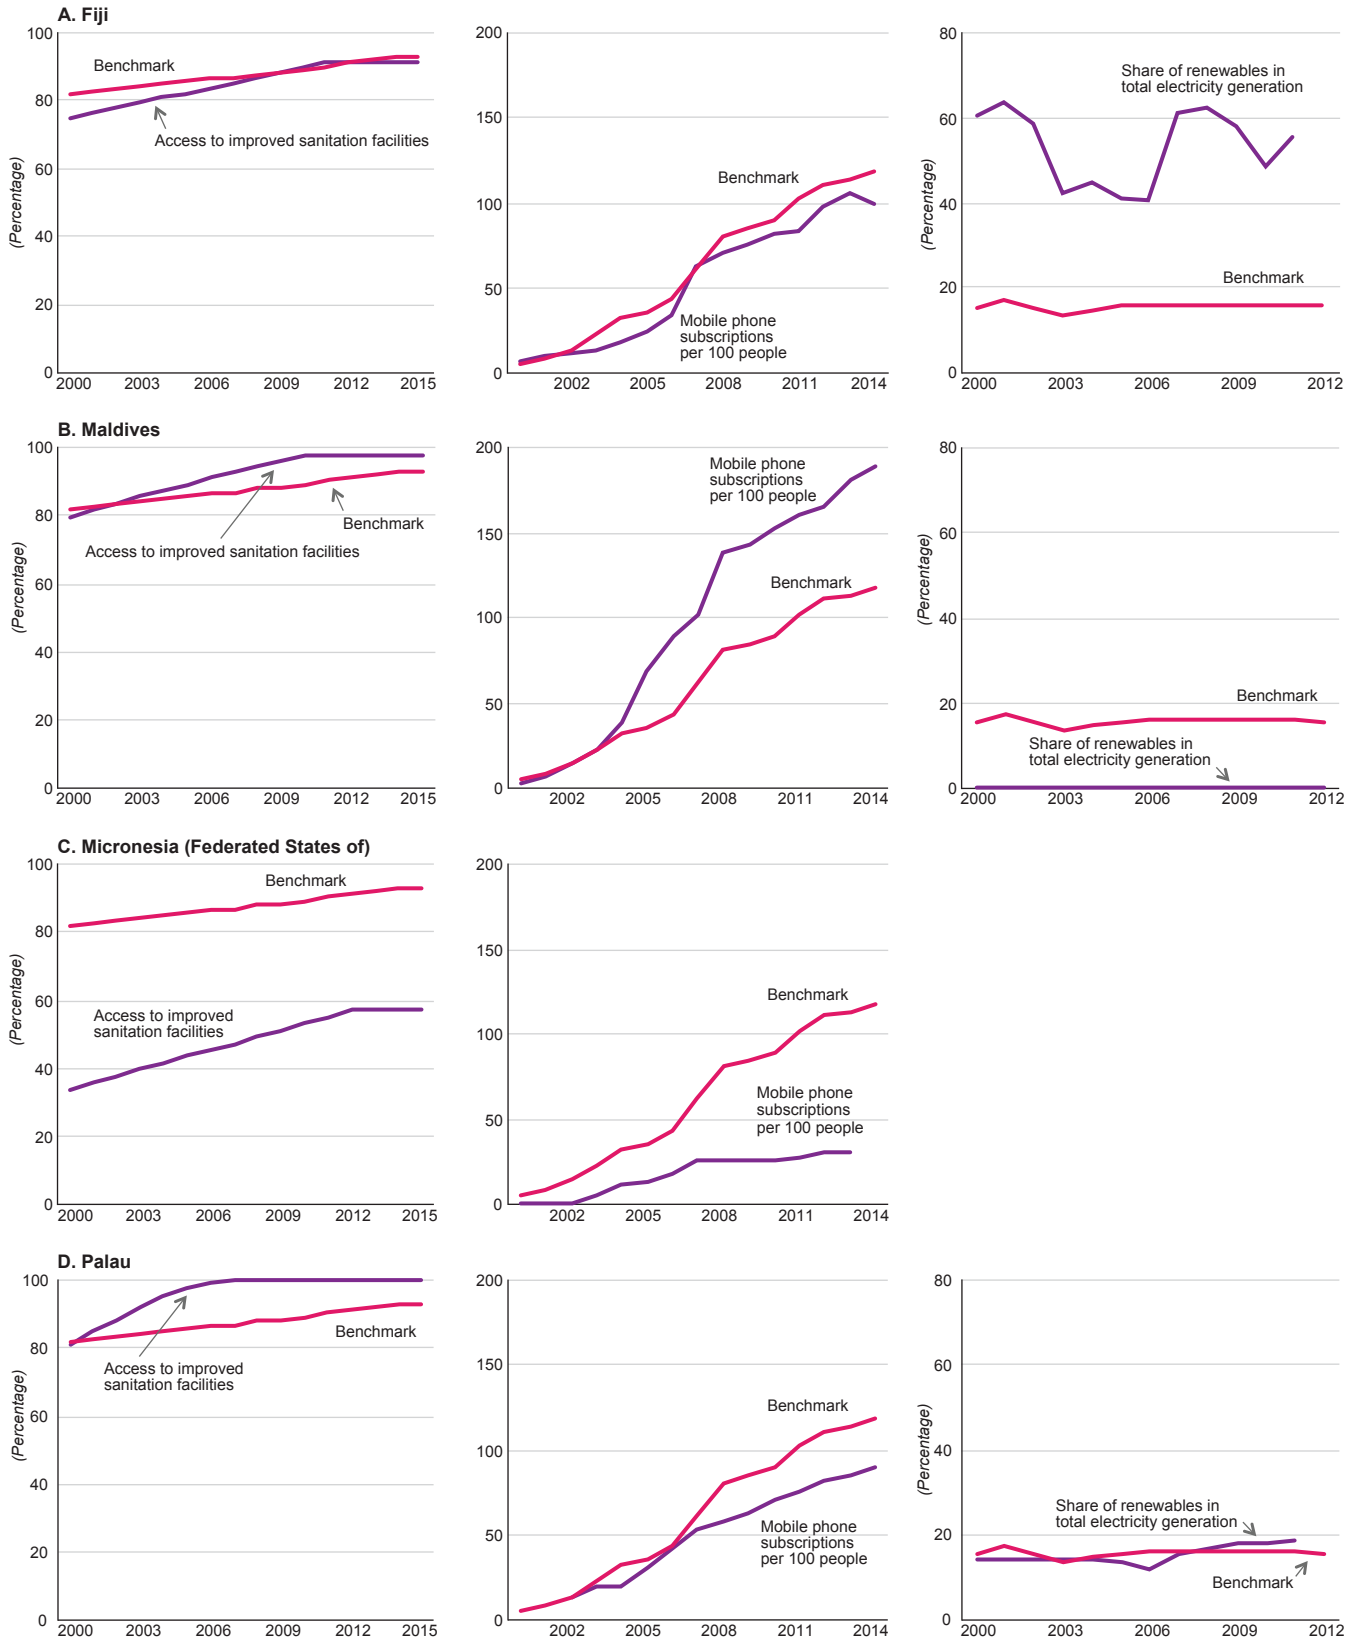 A. Fiji
100
80
60
40
20
0
(Percentage)
Benchmark
Access to improved sanitation facilities
2000 2003 2006 2009 2012 2015
200
150
100
50
0
Benchmark
Mobile phone
subscriptions
per 100 people
2002 2005 2008 2011 2014
80
60
40
20
0
(Percentage)
Share of renewables in
total electricity generation
Benchmark
2000 2003 2006 2009 2012
B. Maldives
100
80
60
40
20
0
(Percentage)
Benchmark
Access to improved sanitation facilities
2000 2003 2006 2009 2012 2015
200
150
100
50
0
Mobile phone
subscriptions
per 100 people
Benchmark
2002 2005 2008 2011 2014
80
60
40
20
0
(Percentage)
Benchmark
Share of renewables in
total electricity generation
2000 2003 2006 2009 2012
C. Micronesia (Federated States of)
100
80
60
40
20
0
(Percentage)
Benchmark
Access to improved
sanitation facilities
2000 2003 2006 2009 2012 2015
200
150
100
50
0
Benchmark
Mobile phone
subscriptions
per 100 people
2002 2005 2008 2011 2014
D. Palau
100
80
60
40
20
0
(Percentage)
Benchmark
Access to improved
sanitation facilities
2000 2003 2006 2009 2012 2015
200
150
100
50
0
Benchmark
Mobile phone
subscriptions
per 100 people
2002 2005 2008 2011 2014
80
60
40
20
0
(Percentage)
Share of renewables in
total electricity generation
Benchmark
2000 2003 2006 2009 2012